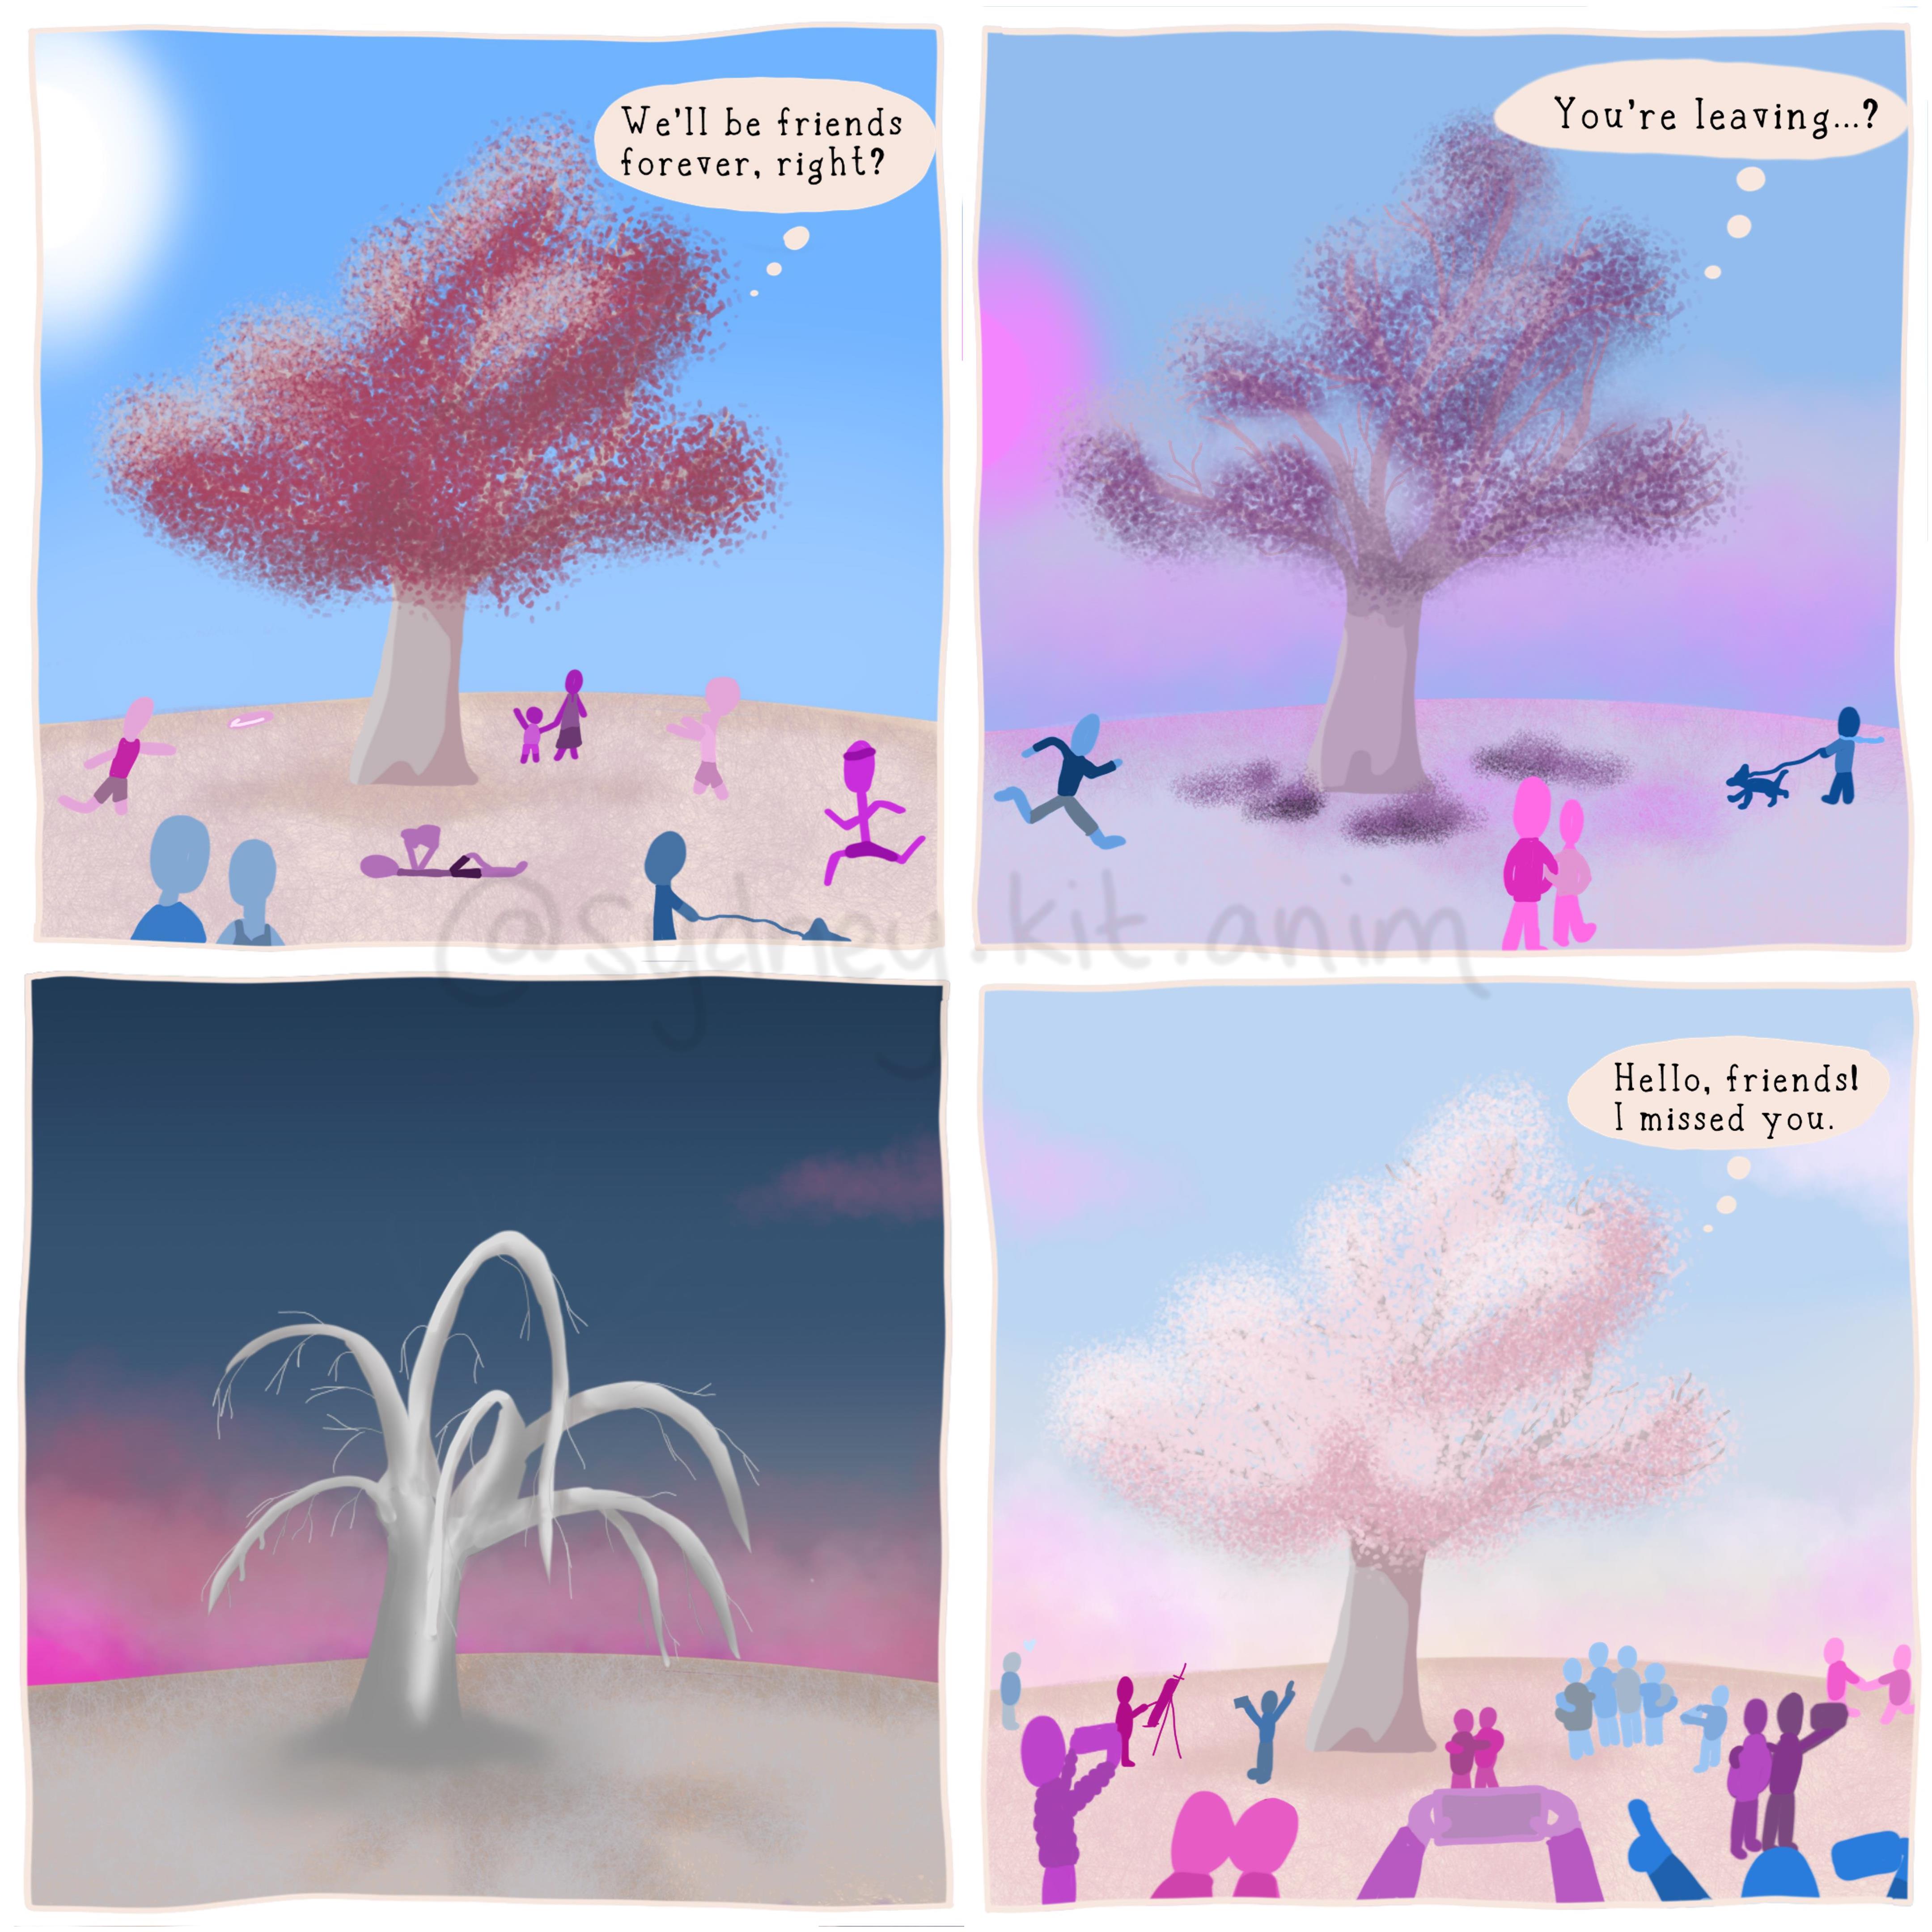 We'll be friends
forever, right?
You're leaving...?
@sydney.kit.anim
Hello, friends!
I missed you.